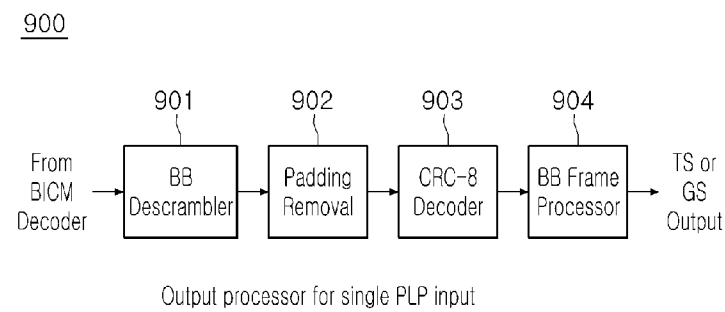 900
901
902
903
904
From
BICM
Decoder
BB
Descrambler
Padding
Removal
CRC-8
Decoder
BB Frame
Processor
TS or
GS
Output
Output processor for single PLP input